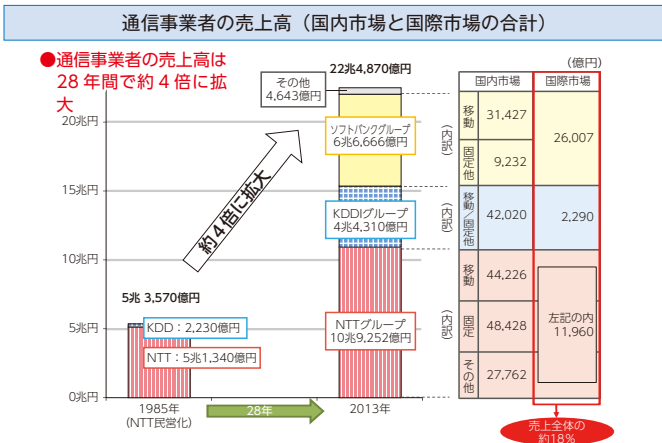 通信事業者の売上高（国内市場と国際市場の合計）
●通信事業者の売上高は
28 年間で約 4 倍に拡
大
（億円）
22兆4,870億円
その他
4,643億円
20兆円
15兆円
10兆円
5兆円
0兆円
ソフトバンクグループ
6兆6,666億円
KDDIグループ
4兆4,310億円
NTTグループ
10兆9,252億円
約4倍に拡大
5兆 3,570億円
KDD：2,230億円
NTT：5兆1,340億円
1985年
(NTT民営化)
28年
2013年
国内市場
国際市場
(内訳)
移動
31,427
26,007
固定他
9,232
(内訳)
移動／固定他
42,020
2,290
(内訳)
移動
44,226
固定
48,428
左記の内
11,960
その他
27,762
売上全体の
約18%